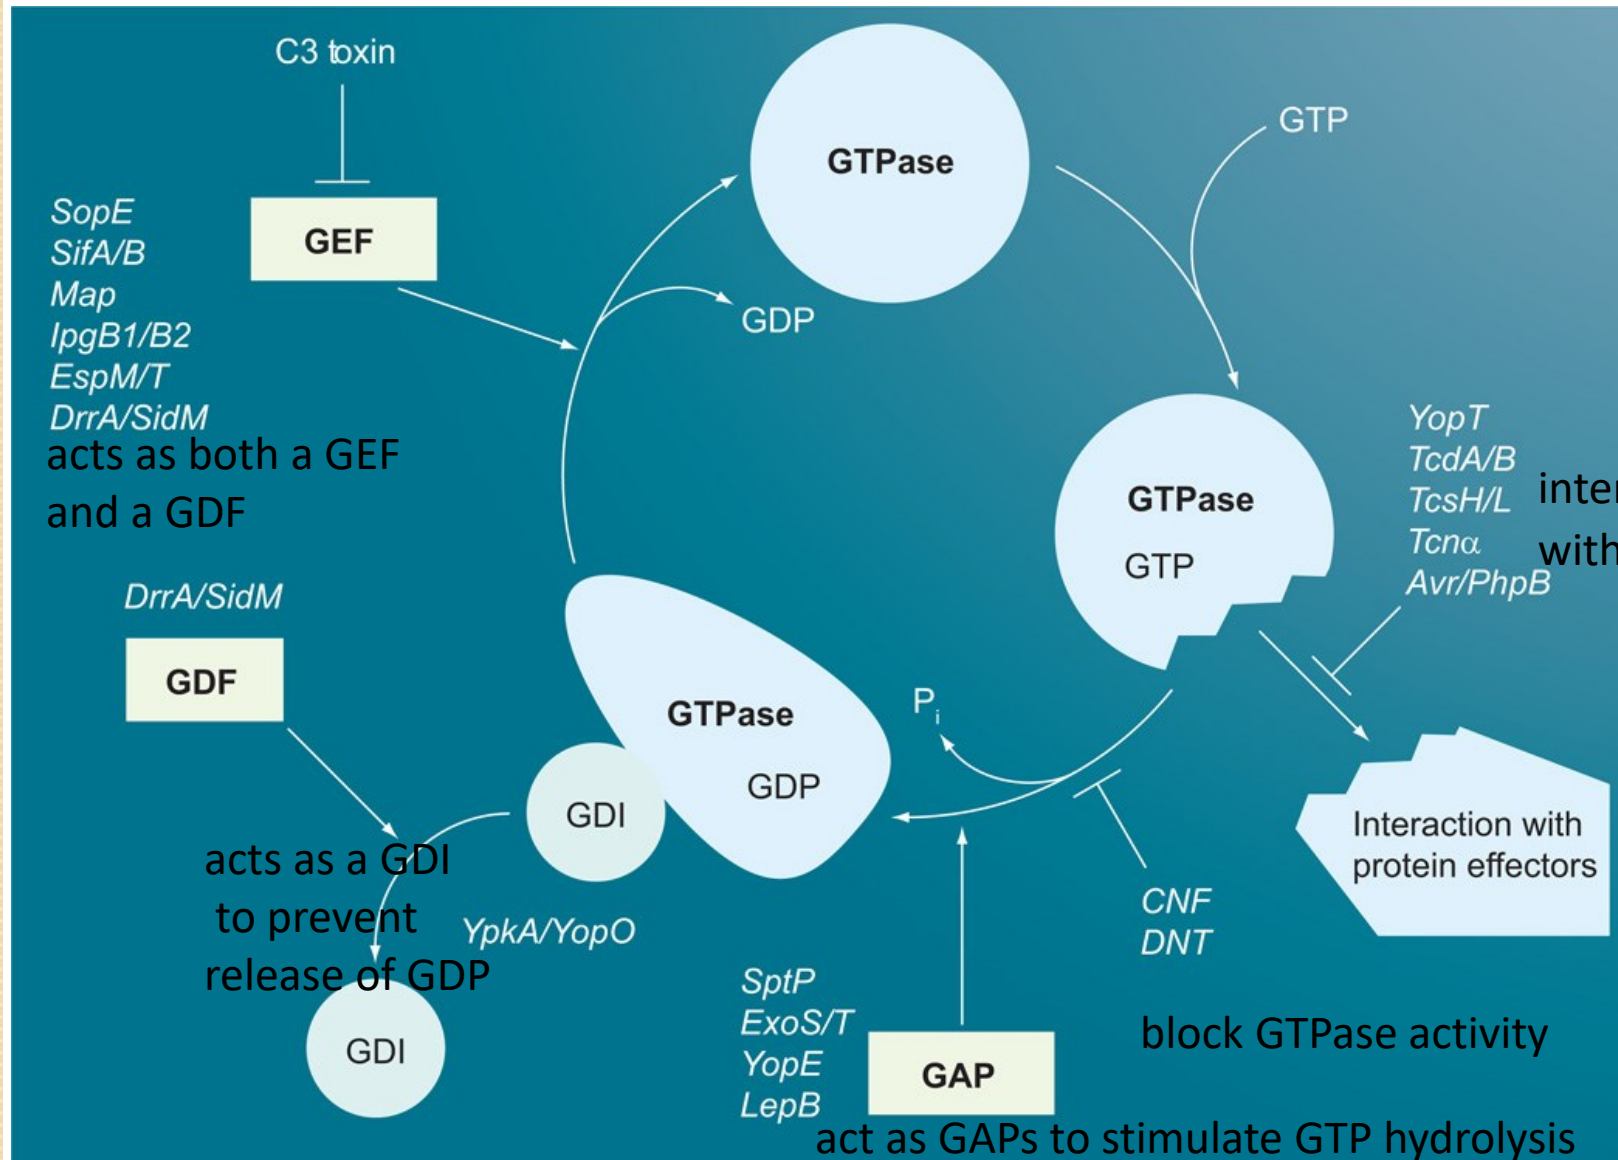 C3 toxin
SopE
SifA/B
Map
IpgB1/B2
EspM/T
DrrA/SidM
acts as both a GEF
and a GDF
GEF
GTPase
GTP
GDP
GTPase
GTP
YopT
TcdA/B
TcsH/L
Tcnα
Avr/PhpB
with
DrrA/SidM
GDF
GTPase
GDP
GDI
Pi
Interaction with
protein effectors
acts as a GDI
to prevent
release of GDP
YpkA/YopO
GDI
CNF
DNT
block GTPase activity
SptP
ExoS/T
YopE
LepB
GAP
act as GAPs to stimulate GTP hydrolysis